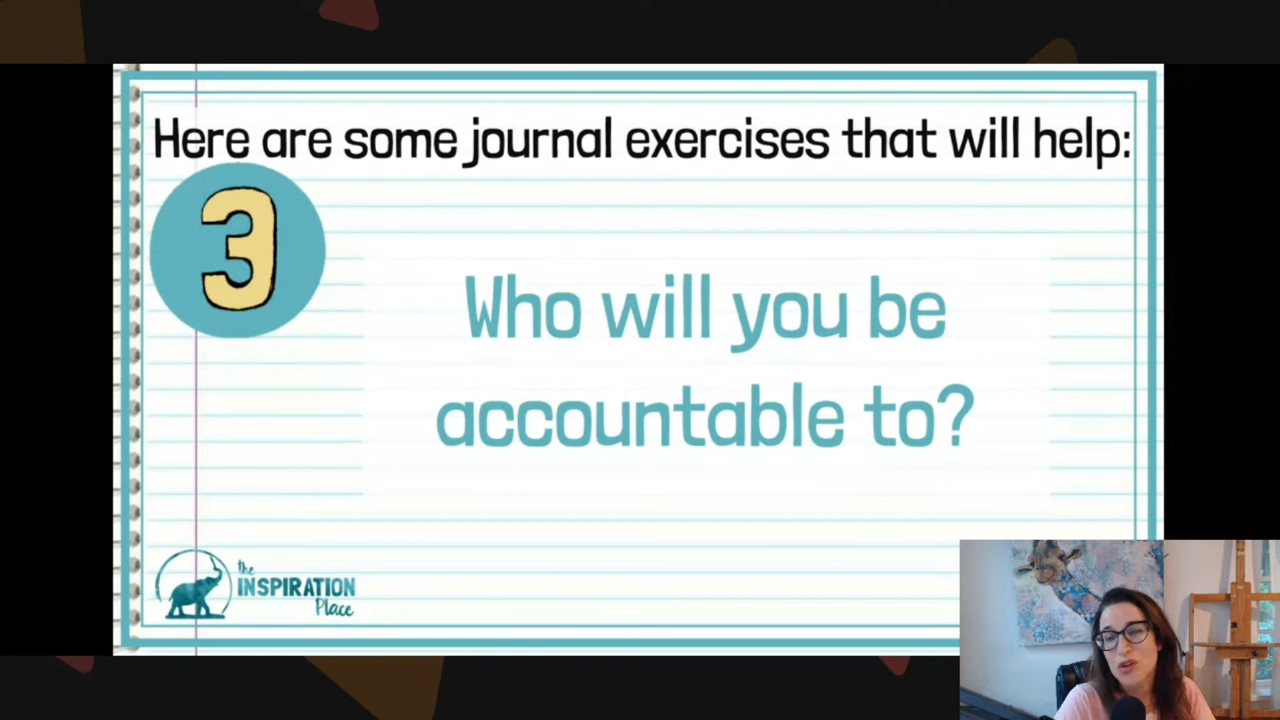 Here are some journal exercises that will help:
3
Who will you be
accountable to?
the
INSPIRATION
Place